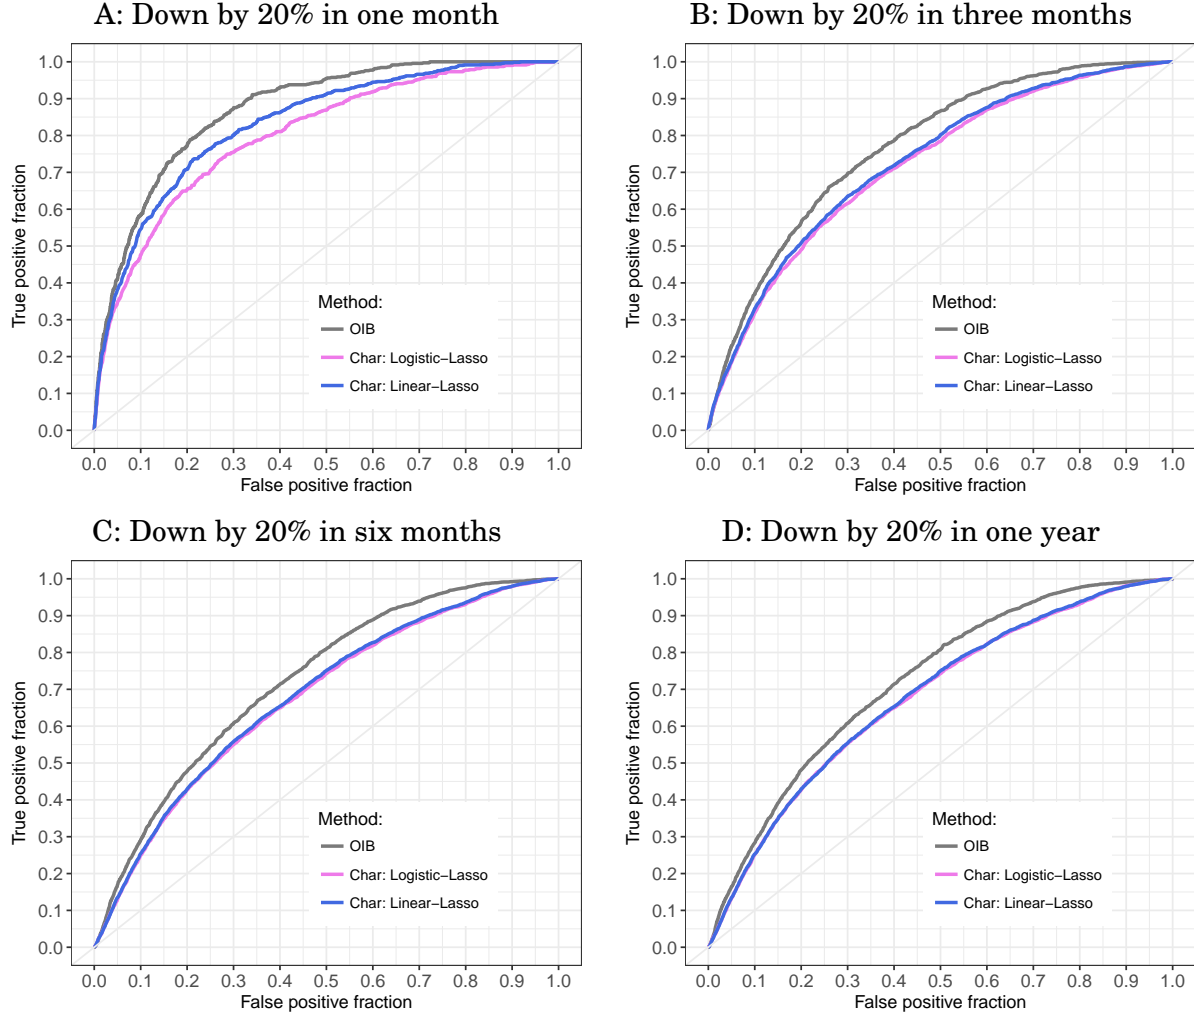 A: Down by 20% in one month
True positive fraction
1.0
0.9
0.8
0.7
0.6
0.5
0.4
0.3
0.2
0.1
0.0
Method:
OIB
Char: Logistic−Lasso
Char: Linear−Lasso
0.0 0.1 0.2 0.3 0.4 0.5 0.6 0.7 0.8 0.9 1.0
False positive fraction
B: Down by 20% in three months
True positive fraction
1.0
0.9
0.8
0.7
0.6
0.5
0.4
0.3
0.2
0.1
0.0
Method:
OIB
Char: Logistic−Lasso
Char: Linear−Lasso
0.0 0.1 0.2 0.3 0.4 0.5 0.6 0.7 0.8 0.9 1.0
False positive fraction
C: Down by 20% in six months
True positive fraction
1.0
0.9
0.8
0.7
0.6
0.5
0.4
0.3
0.2
0.1
0.0
Method:
OIB
Char: Logistic−Lasso
Char: Linear−Lasso
0.0 0.1 0.2 0.3 0.4 0.5 0.6 0.7 0.8 0.9 1.0
False positive fraction
D: Down by 20% in one year
True positive fraction
1.0
0.9
0.8
0.7
0.6
0.5
0.4
0.3
0.2
0.1
0.0
Method:
OIB
Char: Logistic−Lasso
Char: Linear−Lasso
0.0 0.1 0.2 0.3 0.4 0.5 0.6 0.7 0.8 0.9 1.0
False positive fraction